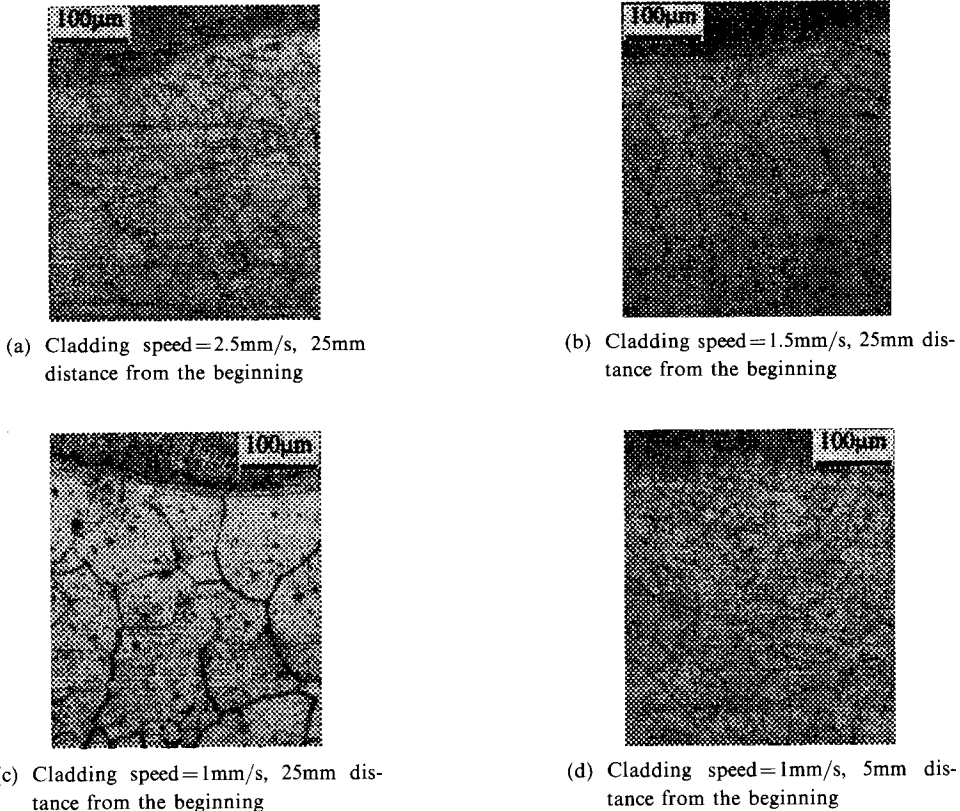 100μm
100μm
(a) Cladding speed=2.5mm/s, 25mm
distance from the beginning
(b) Cladding speed=1.5mm/s, 25mm dis-
tance from the beginning
100μm
100μm
(c) Cladding speed=1mm/s, 25mm dis-
tance from the beginning
(d) Cladding speed=1mm/s, 5mm dis-
tance from the beginning